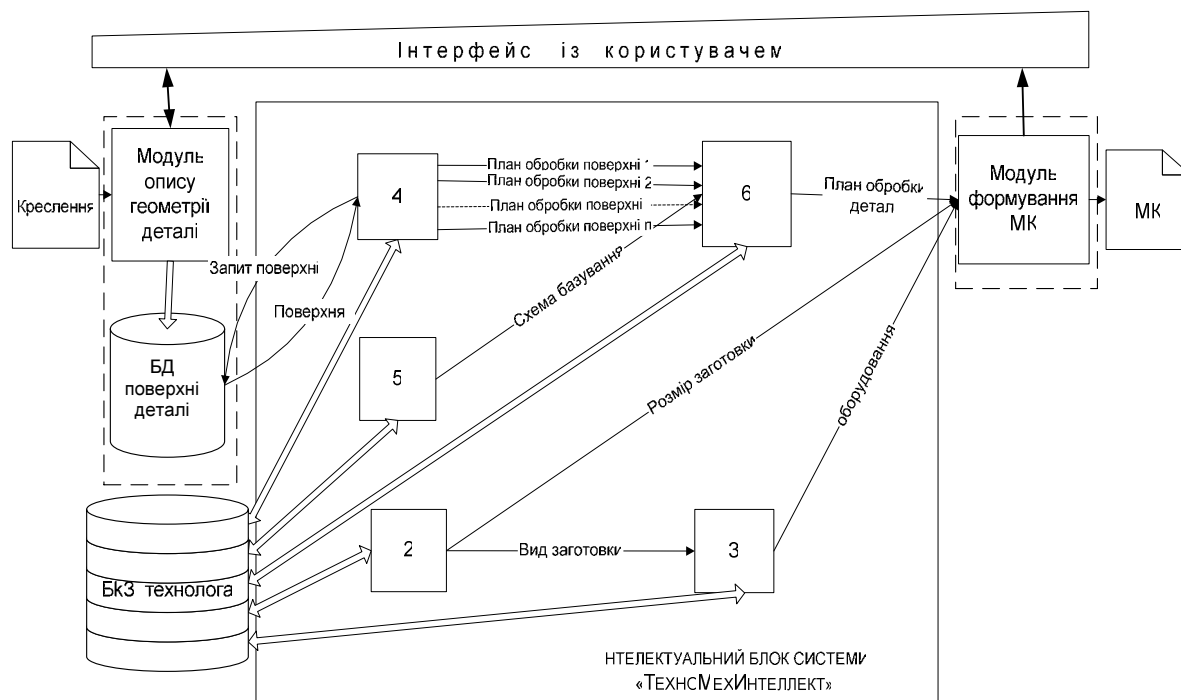 Інтерфейс із користувачем
Креслення
Модуль
опису
геометрії
деталі
4
План обробки поверхні 1
План обробки поверхні 2
План обробки поверхні
План обробки поверхні n
6
План обробки
детал
Модуль
формування
МК
МК
Запит поверхні
Поверхня
Схема базування
БД
поверхні
деталі
5
Розмір заготовки
оборудовання
БкЗ технолога
2
Вид заготовки
3
НТЕЛЕКТУАЛЬНИЙ БЛОК СИСТЕМИ
«ТЕХНСМЕХИНТЕЛЛЕКТ»